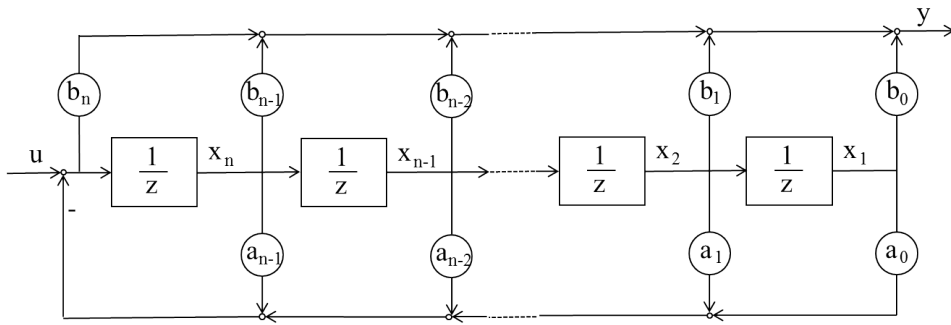 y
b_n b_{n-1} b_{n-2} b_1 b_0
u 1/z x_n 1/z x_{n-1} 1/z x_2 1/z x_1
-
a_{n-1} a_{n-2} a_1 a_0